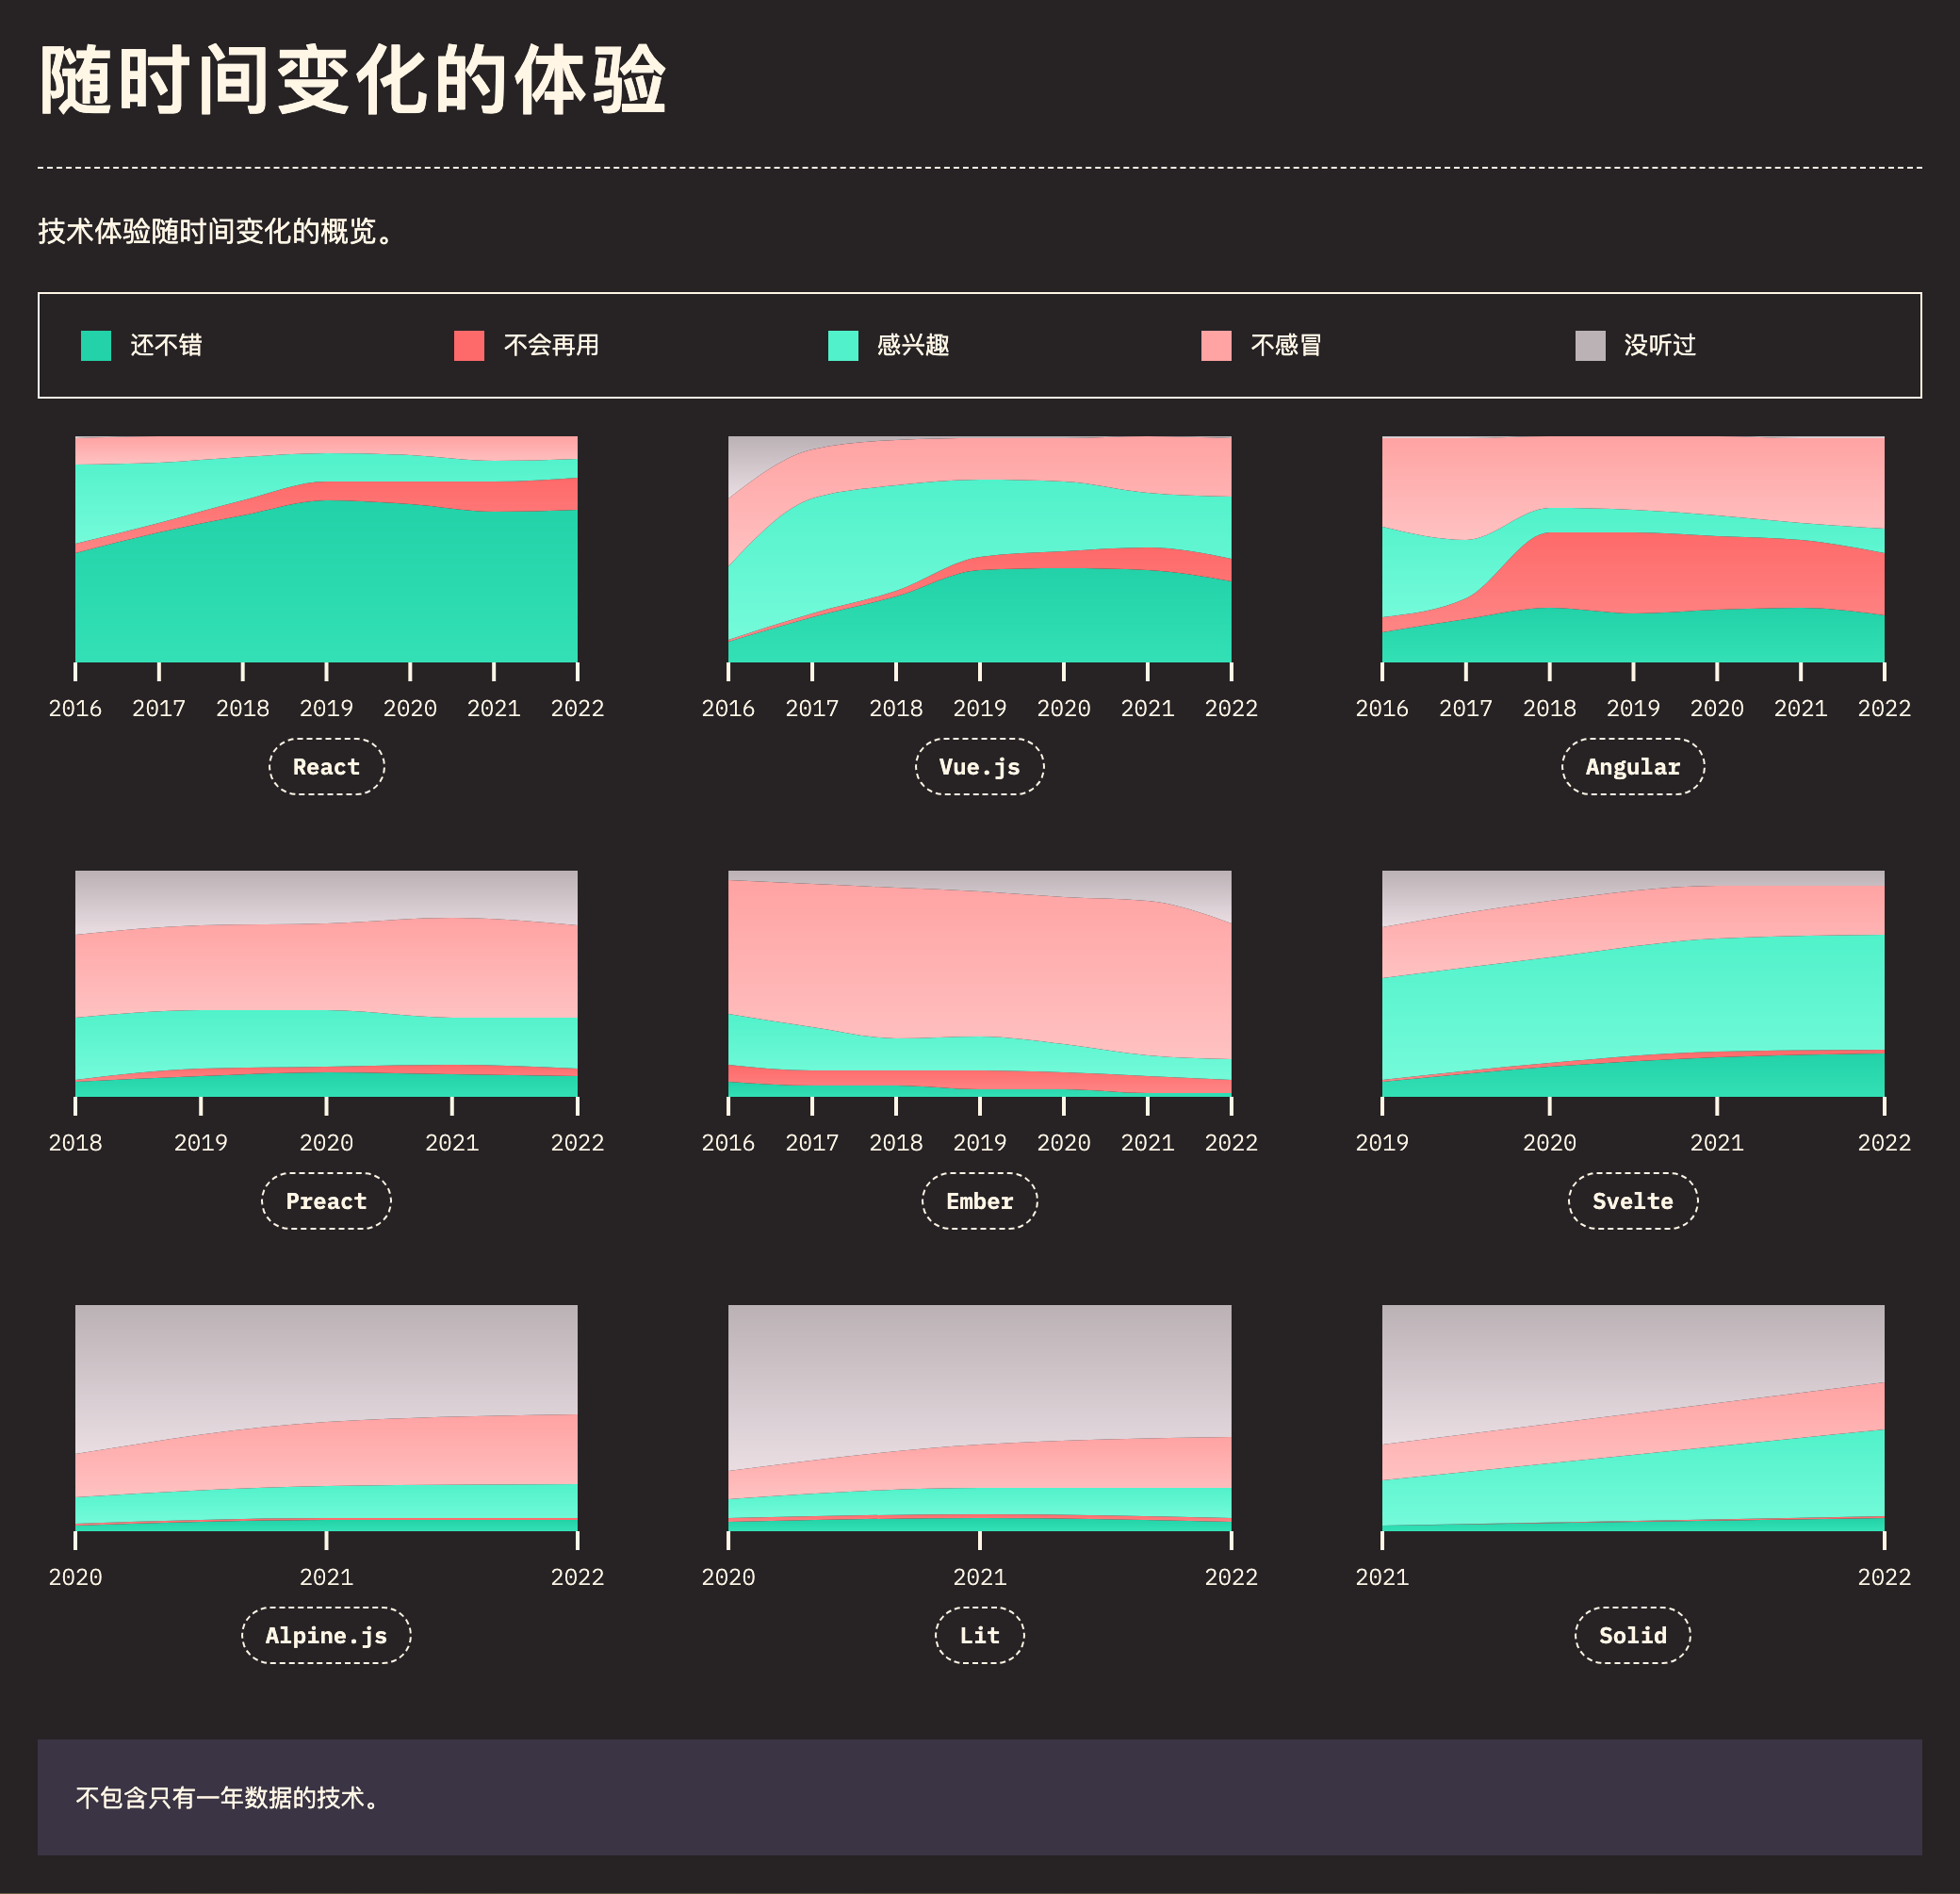 随时间变化的体验
技术体验随时间变化的概览。
还不错 不会再用 感兴趣 不感冒 没听过
2016 2017 2018 2019 2020 2021 2022 2016 2017 2018 2019 2020 2021 2022 2016 2017 2018 2019 2020 2021 2022
React Vue.js Angular
2018 2019 2020 2021 2022 2016 2017 2018 2019 2020 2021 2022 2019 2020 2021 2022
Preact Ember Svelte
2020 2021 2022 2020 2021 2022 2021 2022
Alpine.js Lit Solid
不包含只有一年数据的技术。